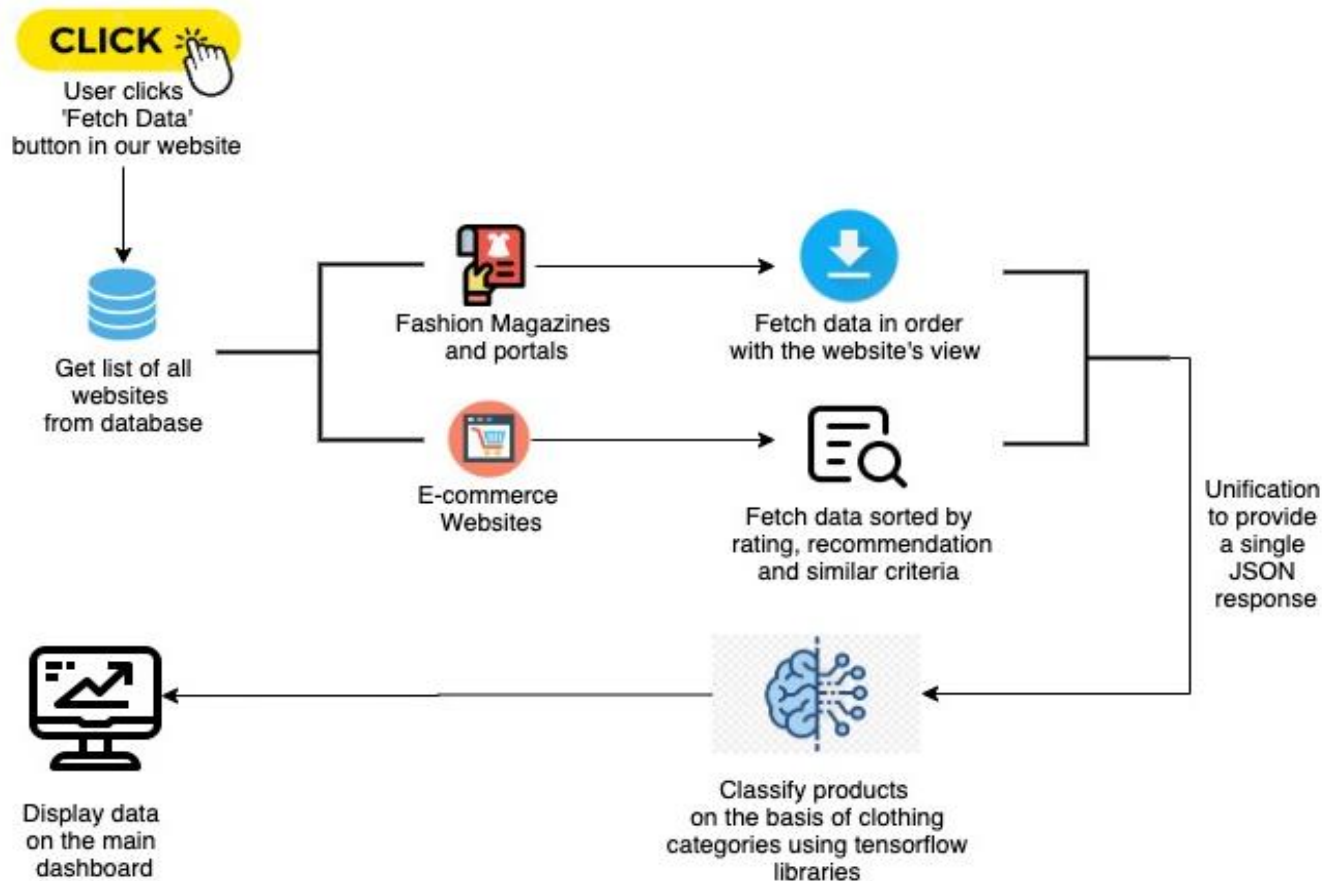 CLICK
User clicks
'Fetch Data'
button in our website
Get list of all
websites
from database
Fashion Magazines
and portals
Fetch data in order
with the website's view
E-commerce
Websites
Fetch data sorted by
rating, recommendation
and similar criteria
Unification
to provide
a single
JSON
response
Classify products
on the basis of clothing
categories using tensorflow
libraries
Display data
on the main
dashboard